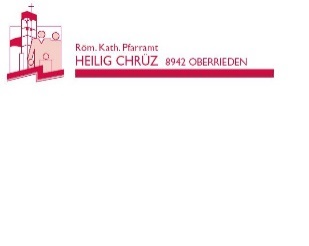 Röm. Kath. Pfarramt
HEILIG CHRÜZ 8942 OBERRIEDEN